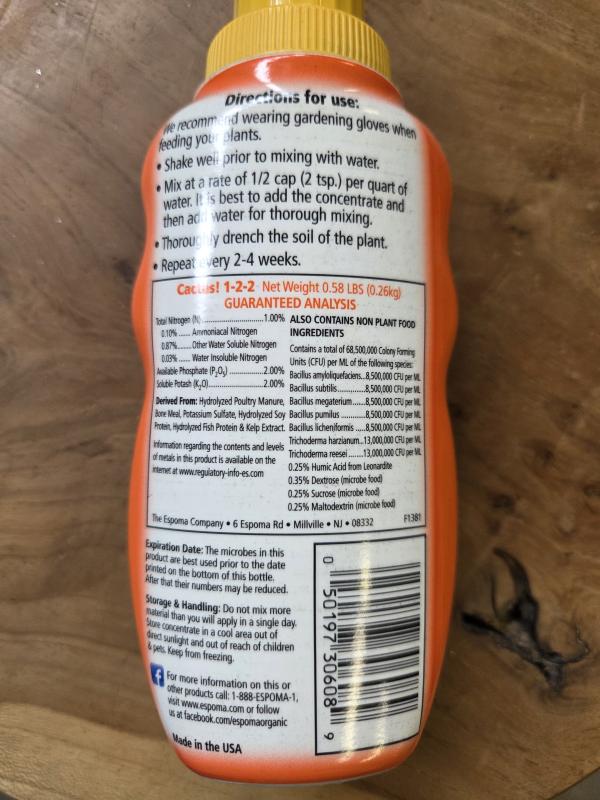 Directions for use:
We recommend wearing gardening gloves when
feeding your plants.
• Shake well prior to mixing with water.
• Mix at a rate of 1/2 cap (2 tsp.) per quart of
water. It is best to add the concentrate and
then add water for thorough mixing.
• Thoroughly drench the soil of the plant.
• Repeat every 2-4 weeks.
Cactus! 1-2-2 Net Weight 0.58 LBS (0.26kg)
GUARANTEED ANALYSIS
Total Nitrogen (N)..........................1.00%
0.10%...... Ammoniacal Nitrogen
0.87%....... Other Water Soluble Nitrogen
0.03% ...... Water Insoluble Nitrogen
Available Phosphate (P₂O₅) ...............2.00%
Soluble Potash (K₂O)........................2.00%
Derived From: Hydrolyzed Poultry Manure,
Bone Meal, Potassium Sulfate, Hydrolyzed Soy
Protein, Hydrolyzed Fish Protein & Kelp Extract.
Information regarding the contents and levels
of metals in this product is available on the
internet at www.regulatory-info-es.com
ALSO CONTAINS NON PLANT FOOD
INGREDIENTS
Contains a total of 68,500,000 Colony Forming
Units (CFU) per ML of the following species:
Bacillus amyloliquefaciens...8,500,000 CFU per ML
Bacillus subtilis..............8,500,000 CFU per ML
Bacillus megaterium.....8,500,000 CFU per ML
Bacillus pumilus ............8,500,000 CFU per ML
Bacillus licheniformis .....8,500,000 CFU per ML
Trichoderma harzianum..13,000,000 CFU per ML
Trichoderma reesei .......13,000,000 CFU per ML
0.25% Humic Acid from Leonardite
0.35% Dextrose (microbe food)
0.25% Sucrose (microbe food)
0.25% Maltodextrin (microbe food)
The Espoma Company • 6 Espoma Rd • Millville • NJ • 08332 F1381
Expiration Date: The microbes in this
product are best used prior to the date
printed on the bottom of this bottle.
After that their numbers may be reduced.
Storage & Handling: Do not mix more
material than you will apply in a single day.
Store concentrate in a cool area out of
direct sunlight and out of reach of children
& pets. Keep from freezing.
f
For more information on this or
other products call: 1-888-ESPOMA-1,
visit www.espoma.com or follow
us at facebook.com/espomaorganic
Made in the USA
0 50197 30608 9